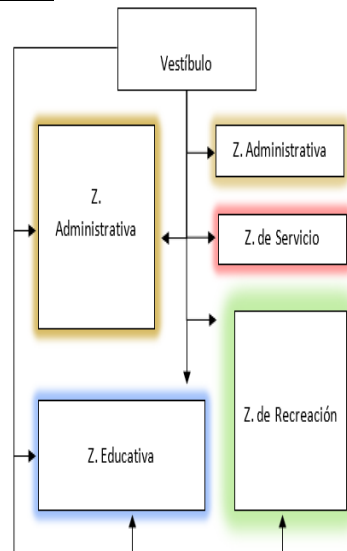 Vestíbulo
Z. Administrativa
Z.
Administrativa
Z. de Servicio
Z. de Recreación
Z. Educativa